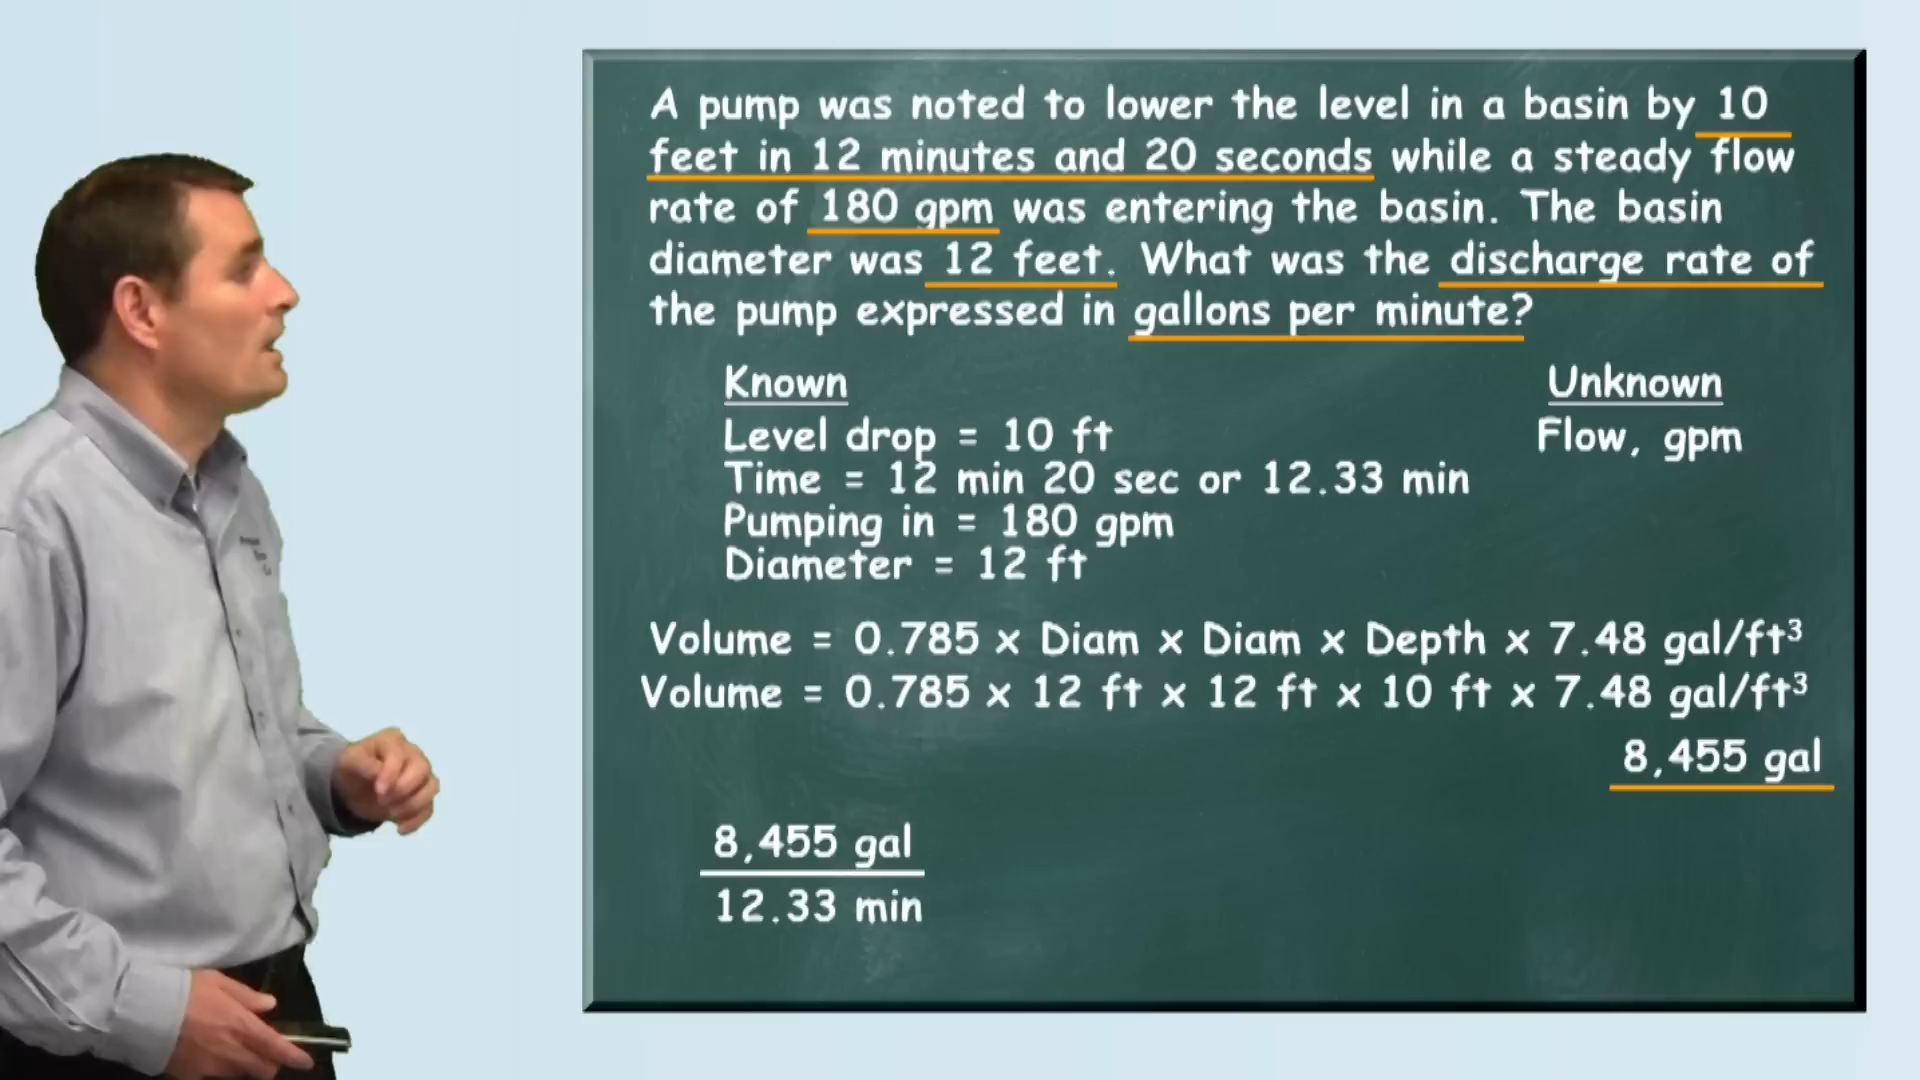 A pump was noted to lower the level in a basin by 10
feet in 12 minutes and 20 seconds while a steady flow
rate of 180 gpm was entering the basin. The basin
diameter was 12 feet. What was the discharge rate of
the pump expressed in gallons per minute?
Known
Unknown
Level drop = 10 ft
Flow, gpm
Time = 12 min 20 sec or 12.33 min
Pumping in = 180 gpm
Diameter = 12 ft
Volume = 0.785 x Diam x Diam x Depth x 7.48 gal/ft³
Volume = 0.785 x 12 ft x 12 ft x 10 ft x 7.48 gal/ft³
8,455 gal
8,455 gal
12.33 min